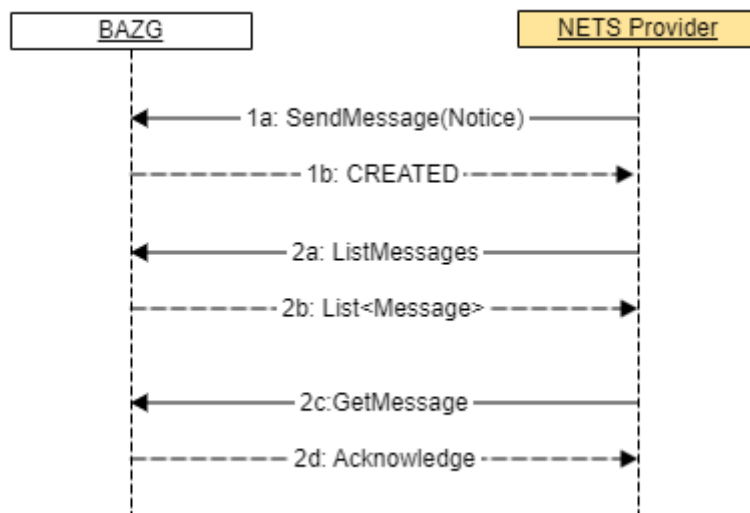 BAZG
NETS Provider
1a: SendMessage(Notice)
1b: CREATED
2a: ListMessages
2b: List<Message>
2c:GetMessage
2d: Acknowledge